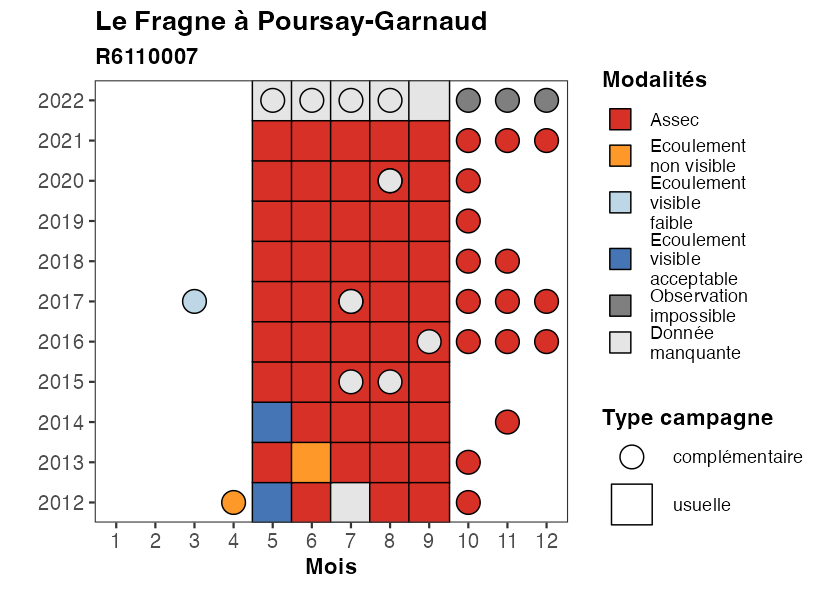 Le Fragne à Poursay-Garnaud
R6110007
2022
2021
2020
2019
2018
2017
2016
2015
2014
2013
2012
1 2 3 4 5 6 7 8 9 10 11 12
Mois
Modalités
Assec
Ecoulement
non visible
Ecoulement
visible
faible
Ecoulement
visible
acceptable
Observation
impossible
Donnée
manquante
Type campagne
complémentaire
usuelle